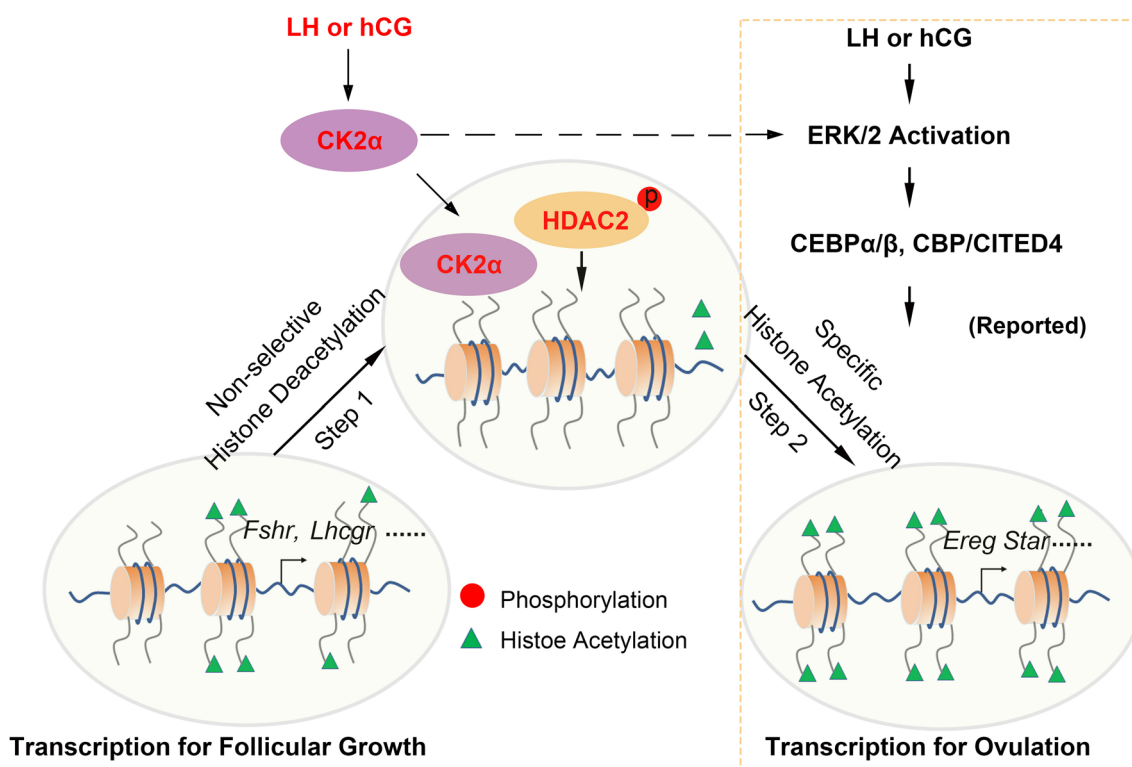 LH or hCG
CK2α
HDAC2
p
CK2α
Non-selective
Histone Deacetylation
Step 1
Specific
Histone Acetylation
Step 2
LH or hCG
ERK/2 Activation
CEBPα/β, CBP/CITED4
(Reported)
Fshr, Lhcgr ......
Phosphorylation
Histoe Acetylation
Ereg Star......
Transcription for Follicular Growth
Transcription for Ovulation